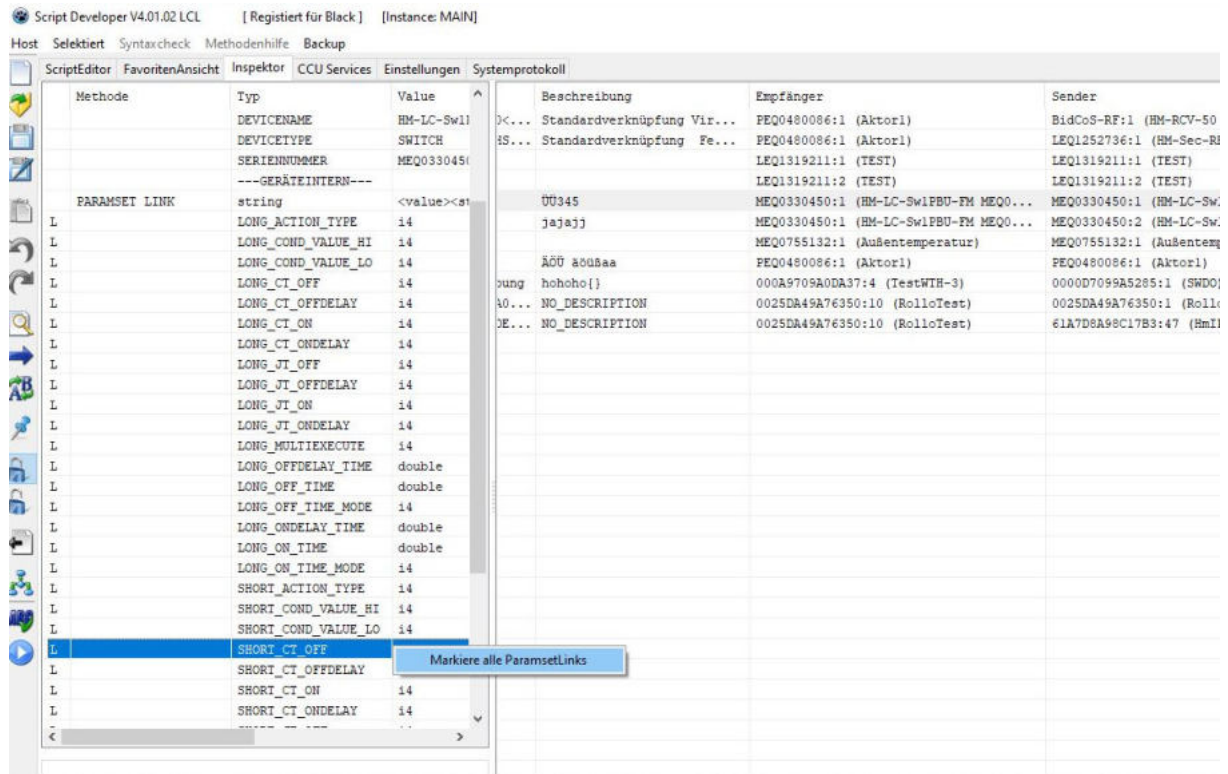 Script Developer V4.01.02 LCL [ Registiert für Black ] [Instance: MAIN]
Host Selektiert Syntaxcheck Methodenhilfe Backup
ScriptEditor FavoritenAnsicht Inspektor CCU Services Einstellungen Systemprotokoll
Methode Typ Value Beschreibung Empfänger Sender
DEVICENAME HM-LC-Sw1 Standardverknüpfung Vir... PEQ0480086:1 (Aktor1) BidCoS-RF:1 (HM-RCV-50
DEVICETYPE SWITCH HS... Standardverknüpfung Fe... PEQ0480086:1 (Aktor1) LEQ1252736:1 (HM-Sec-R
SERIENNUMMER MEQ033045 LEQ1319211:1 (TEST) LEQ1319211:1 (TEST)
---GERÄTEINTERN--- LEQ1319211:2 (TEST) LEQ1319211:2 (TEST)
PARAMSET LINK string <value><st ÜÜ345 MEQ0330450:1 (HM-LC-Sw1PBU-FM MEQ0... MEQ0330450:1 (HM-LC-Sw
L LONG_ACTION_TYPE i4 jajajj MEQ0330450:1 (HM-LC-Sw1PBU-FM MEQ0... MEQ0330450:2 (HM-LC-Sw
L LONG_COND_VALUE_HI i4 MEQ0755132:1 (Außentemperatur) MEQ0755132:1 (Außentemp
L LONG_COND_VALUE_LO i4 ÄÖÜ äöüßaa PEQ0480086:1 (Aktor1) PEQ0480086:1 (Aktor1)
L LONG_CT_OFF i4 bung hohoho{} 000A9709A0DA37:4 (TestWTH-3) 0000D7099A5285:1 (SWDO
L LONG_CT_OFFDELAY i4 A0... NO_DESCRIPTION 0025DA49A76350:10 (RolloTest) 0025DA49A76350:1 (Rollo
L LONG_CT_ON i4 DE... NO_DESCRIPTION 0025DA49A76350:10 (RolloTest) 61A7D8A98C17B3:47 (HmI
L LONG_CT_ONDELAY i4
L LONG_JT_OFF i4
L LONG_JT_OFFDELAY i4
L LONG_JT_ON i4
L LONG_JT_ONDELAY i4
L LONG_MULTIEXECUTE i4
L LONG_OFFDELAY_TIME double
L LONG_OFF_TIME double
L LONG_OFF_TIME_MODE i4
L LONG_ONDELAY_TIME double
L LONG_ON_TIME double
L LONG_ON_TIME_MODE i4
L SHORT_ACTION_TYPE i4
L SHORT_COND_VALUE_HI i4
L SHORT_COND_VALUE_LO i4
L SHORT_CT_OFF
Markiere alle ParamsetLinks
L SHORT_CT_OFFDELAY
L SHORT_CT_ON i4
L SHORT_CT_ONDELAY i4